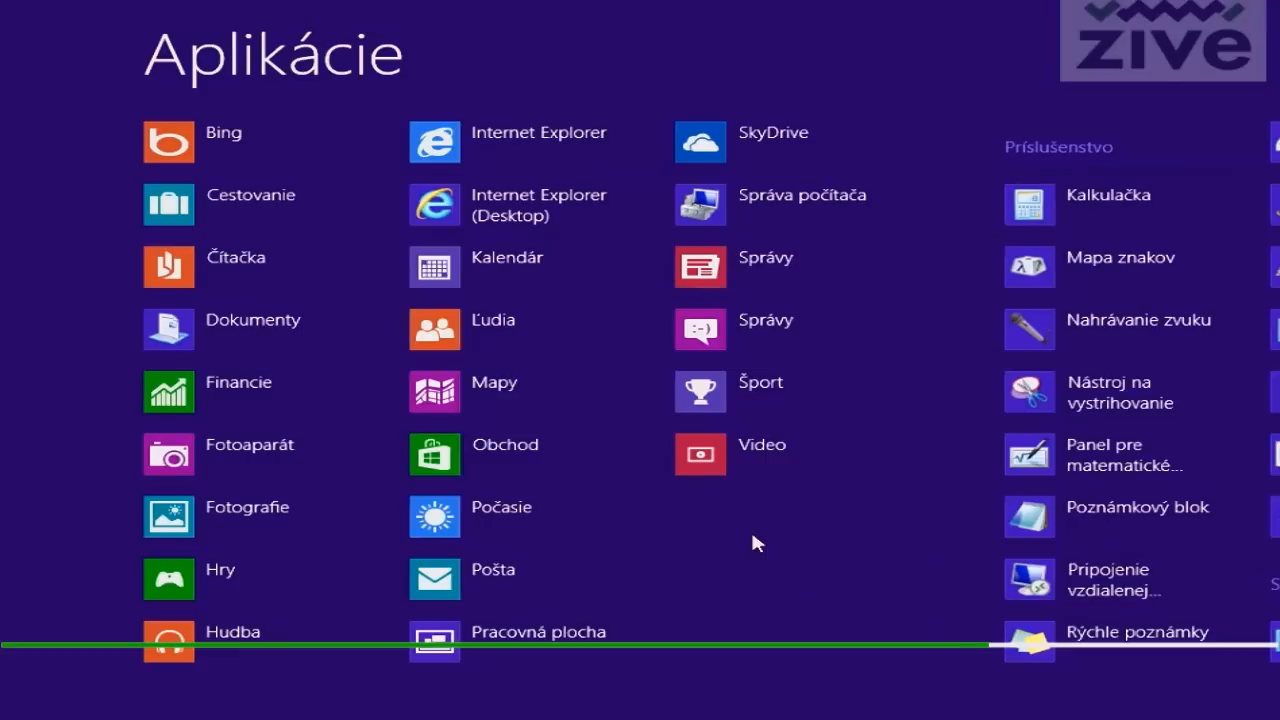 Aplikácie
živě
Bing
Cestovanie
Čítačka
Dokumenty
Financie
Fotoaparát
Fotografie
Hry
Hudba
Internet Explorer
Internet Explorer
(Desktop)
Kalendár
Ľudia
Mapy
Obchod
Počasie
Pošta
Pracovná plocha
SkyDrive
Správa počítača
Správy
Správy
Šport
Video
Príslušenstvo
Kalkulačka
Mapa znakov
Nahrávanie zvuku
Nástroj na
vystrihovanie
Panel pre
matematické...
Poznámkový blok
Pripojenie
vzdialenej...
Rýchle poznámky